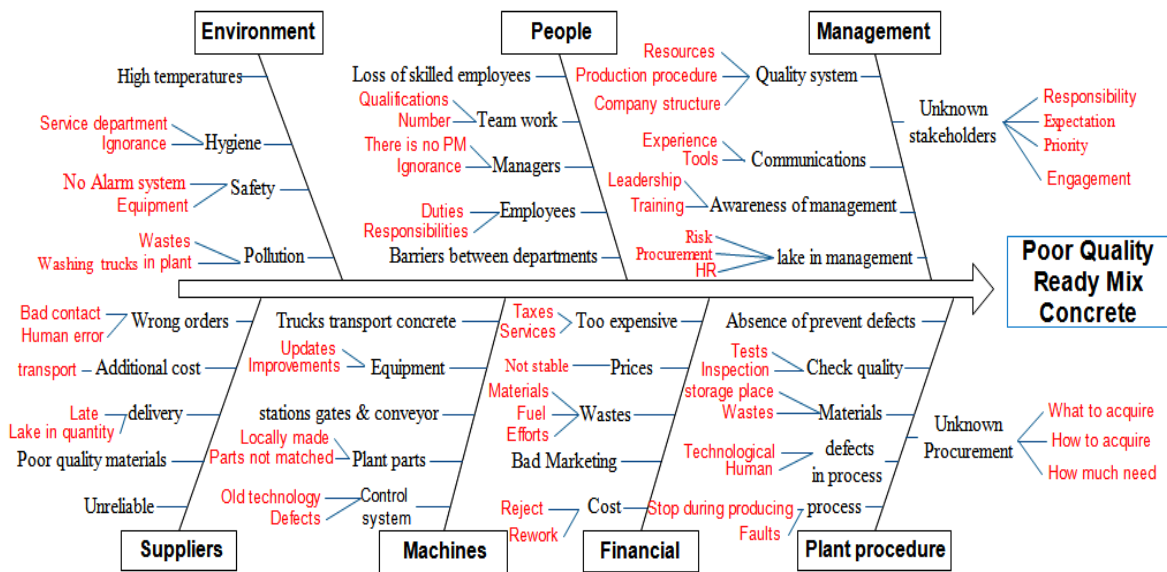 Environment
People
Management
High temperatures
Service department
Ignorance
Hygiene
No Alarm system
Equipment
Safety
Wastes
in plant
Washing trucks
Pollution
Loss of skilled employees
Qualifications
Number
Team work
There is no PM
Ignorance
Managers
Duties
Responsibilities
Employees
Barriers between departments
Resources
Production procedure
Company structure
Quality system
Experience
Tools
Communications
Leadership
Training
Awareness of management
Risk
Procurement
HR
lake in management
Unknown
stakeholders
Responsibility
Expectation
Priority
Engagement
Poor Quality
Ready Mix
Concrete
Bad contact
Human error
Wrong orders
transport
Additional cost
Late
Lake in quantity
delivery
Poor quality materials
Unreliable
Suppliers
Trucks transport concrete
Updates
Improvements
Equipment
stations gates & conveyor
Locally made
Parts not matched
Plant parts
Old technology
Defects
Control
system
Machines
Taxes
Services
Too expensive
Not stable
Prices
Materials
Fuel
Efforts
Wastes
Bad Marketing
Reject
Rework
Cost
Financial
Absence of prevent defects
Tests
Inspection
Check quality
storage place
Wastes
Materials
Technological
Human
defects
in process
Stop during producing
Faults
process
Plant procedure
Unknown
Procurement
What to acquire
How to acquire
How much need